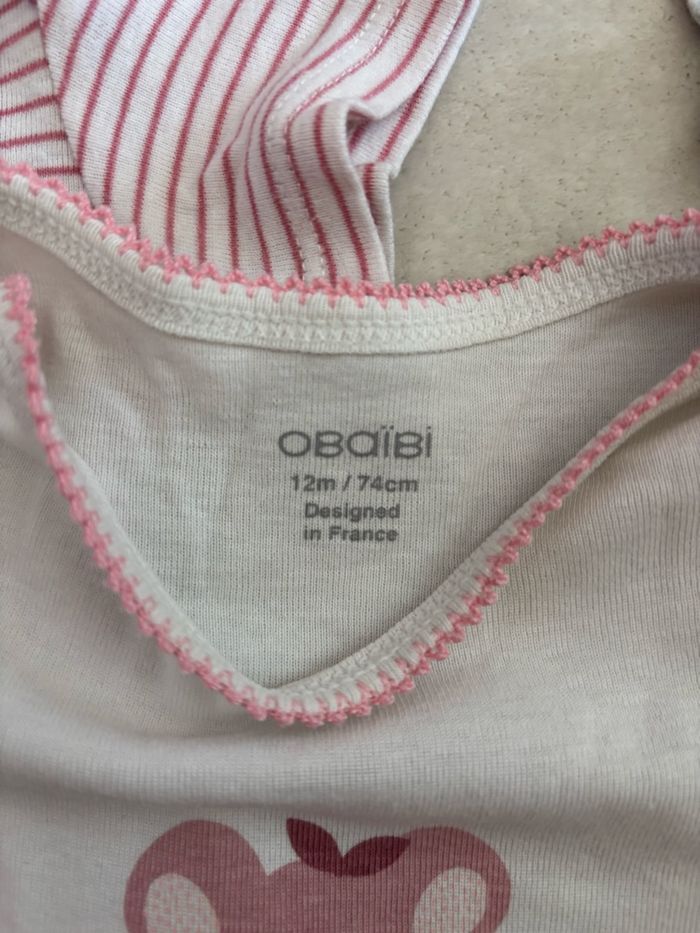 OBaïBi
12m / 74cm
Designed
in France